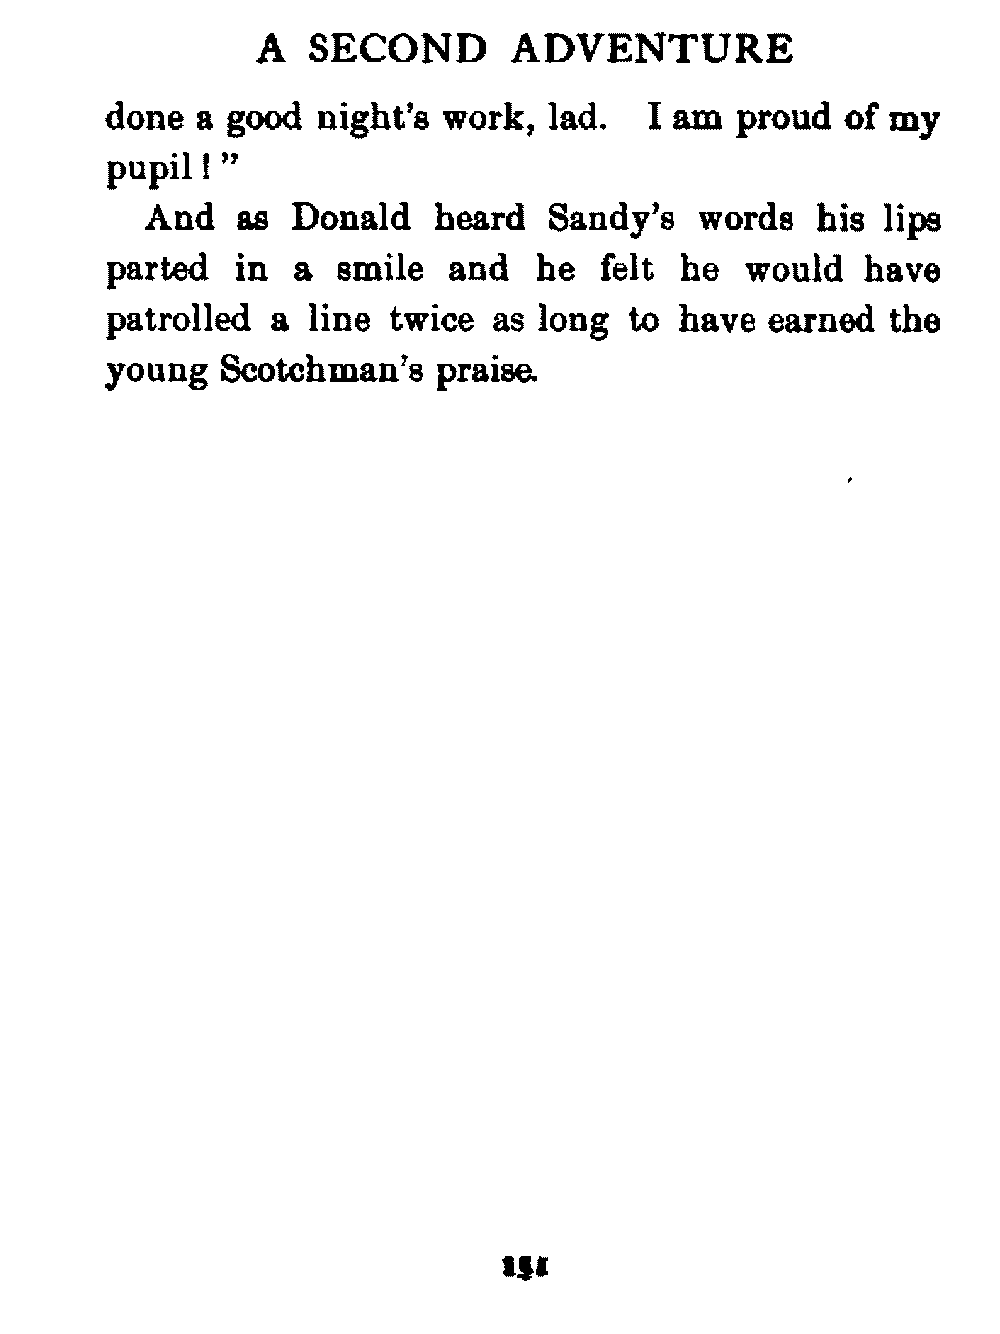 A SECOND ADVENTURE
done a good night's work, lad. I am proud of my
pupil!"
And as Donald heard Sandy's words his lips
parted in a smile and he felt he would have
patrolled a line twice as long to have earned the
young Scotchman's praise.
151